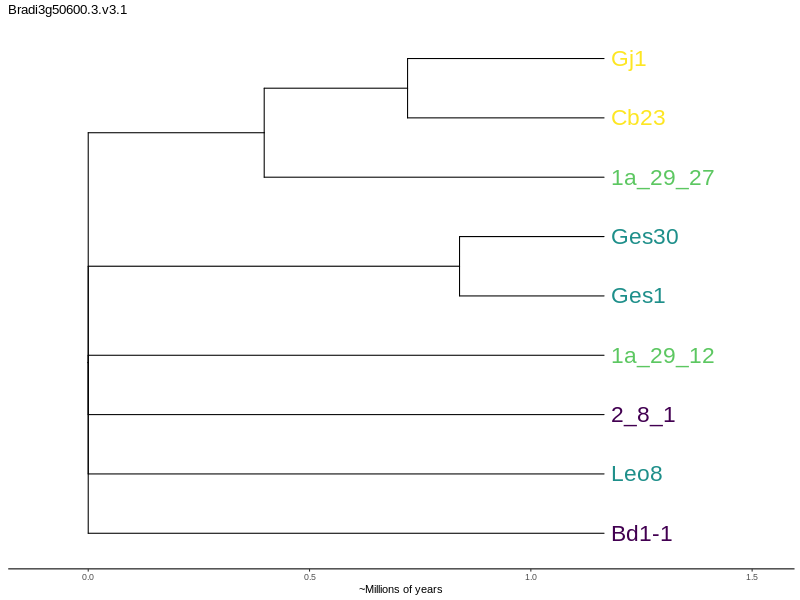 Bradi3g50600.3.v3.1
Gj1
Cb23
1a_29_27
Ges30
Ges1
1a_29_12
2_8_1
Leo8
Bd1-1
0.0 0.5 1.0 1.5
~Millions of years